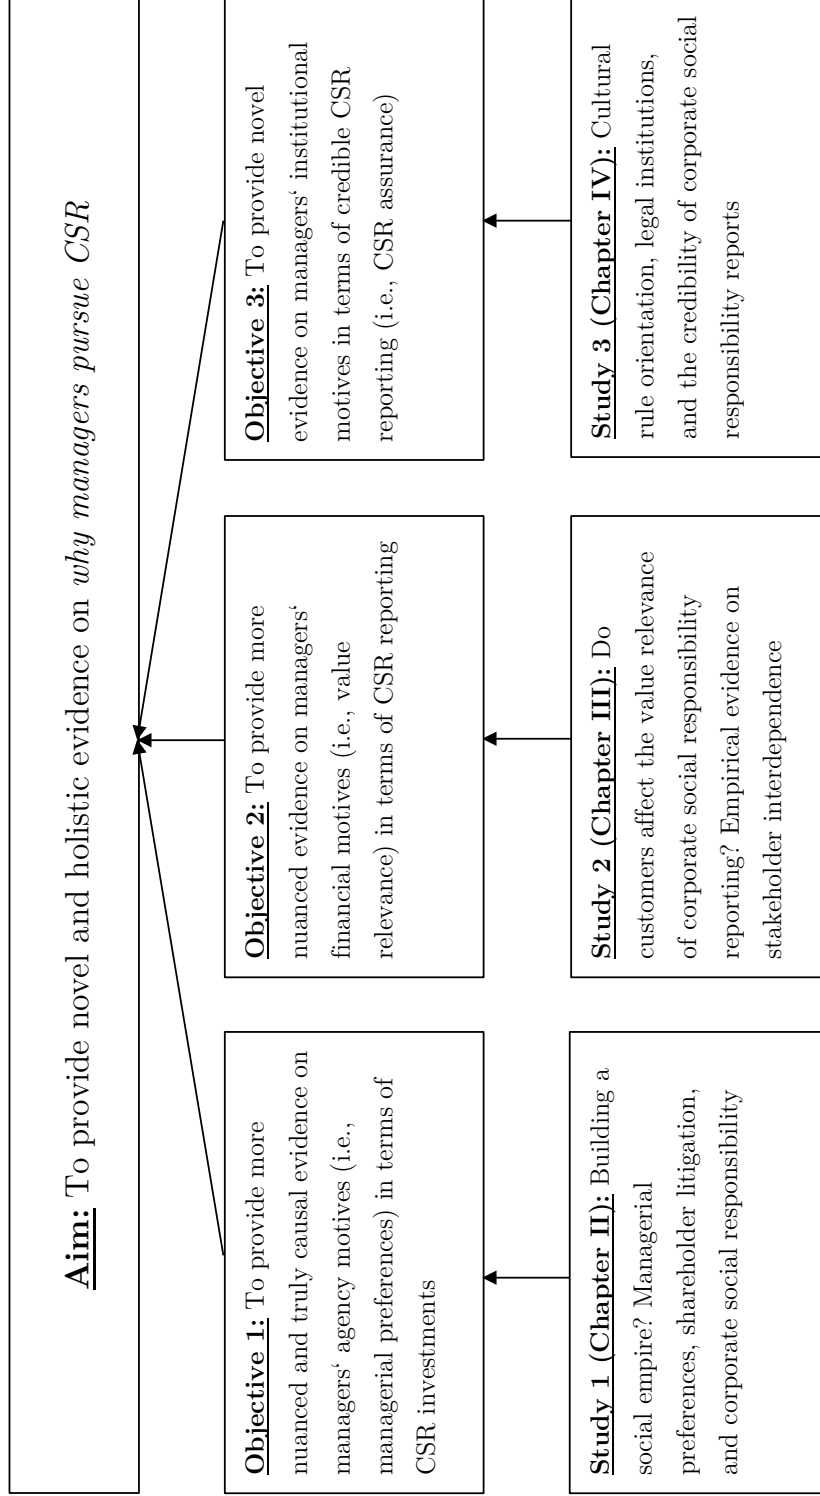 Aim: To provide novel and holistic evidence on why managers pursue CSR
Objective 1: To provide more
nuanced and truly causal evidence on
managers‘ agency motives (i.e.,
managerial preferences) in terms of
CSR investments
Objective 2: To provide more
nuanced evidence on managers‘
financial motives (i.e., value
relevance) in terms of CSR reporting
Objective 3: To provide novel
evidence on managers‘ institutional
motives in terms of credible CSR
reporting (i.e., CSR assurance)
Study 1 (Chapter II): Building a
social empire? Managerial
preferences, shareholder litigation,
and corporate social responsibility
Study 2 (Chapter III): Do
customers affect the value relevance
of corporate social responsibility
reporting? Empirical evidence on
stakeholder interdependence
Study 3 (Chapter IV): Cultural
rule orientation, legal institutions,
and the credibility of corporate social
responsibility reports